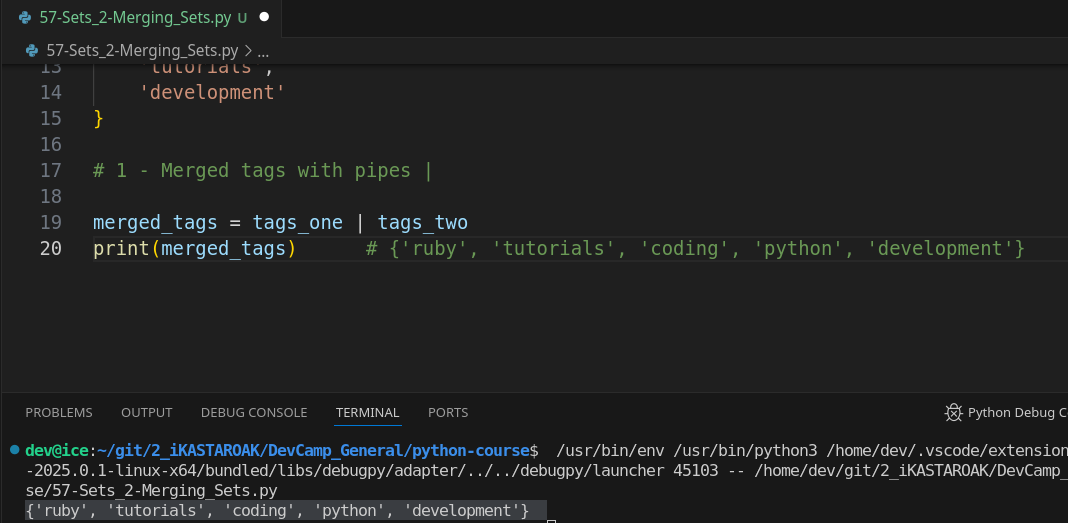 57-Sets_2-Merging_Sets.py U
57-Sets_2-Merging_Sets.py > ...
13 'tutorials',
14 'development'
15 }
16
17 # 1 - Merged tags with pipes |
18
19 merged_tags = tags_one | tags_two
20 print(merged_tags) # {'ruby', 'tutorials', 'coding', 'python', 'development'}
PROBLEMS OUTPUT DEBUG CONSOLE TERMINAL PORTS Python Debug C
dev@ice:~/git/2_iKASTAROAK/DevCamp_General/python-course$ /usr/bin/env /usr/bin/python3 /home/dev/.vscode/extension
-2025.0.1-linux-x64/bundled/libs/debugpy/adapter/../../debugpy/launcher 45103 -- /home/dev/git/2_iKASTAROAK/DevCamp_
se/57-Sets_2-Merging_Sets.py
{'ruby', 'tutorials', 'coding', 'python', 'development'}